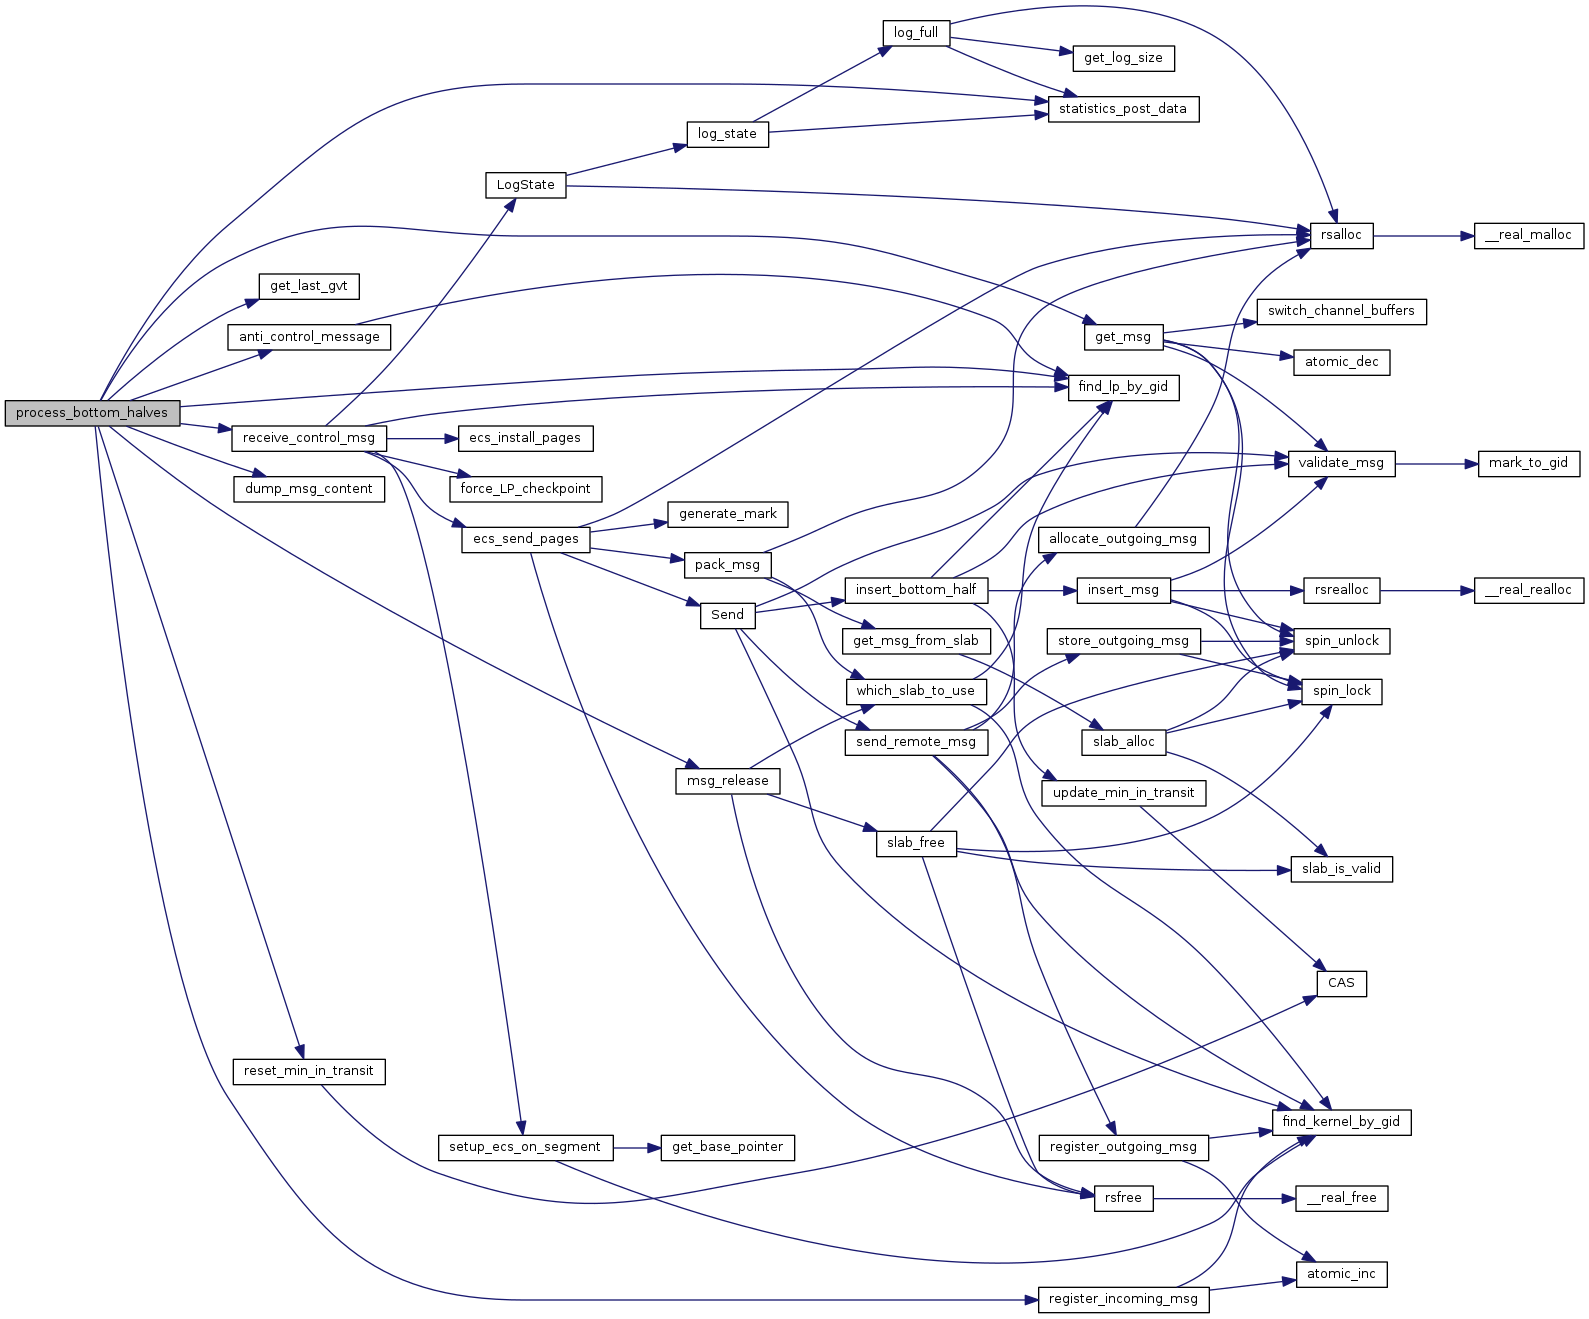 process_bottom_halves
get_last_gvt
anti_control_message
receive_control_msg
dump_msg_content
reset_min_in_transit
LogState
ecs_install_pages
force_LP_checkpoint
ecs_send_pages
setup_ecs_on_segment
log_state
generate_mark
pack_msg
Send
msg_release
get_base_pointer
log_full
insert_bottom_half
get_msg_from_slab
which_slab_to_use
send_remote_msg
slab_free
get_log_size
statistics_post_data
get_msg
find_lp_by_gid
allocate_outgoing_msg
insert_msg
store_outgoing_msg
slab_alloc
update_min_in_transit
register_outgoing_msg
rsfree
register_incoming_msg
rsalloc
switch_channel_buffers
atomic_dec
validate_msg
rsrealloc
spin_unlock
spin_lock
slab_is_valid
CAS
find_kernel_by_gid
__real_free
atomic_inc
__real_malloc
mark_to_gid
__real_realloc